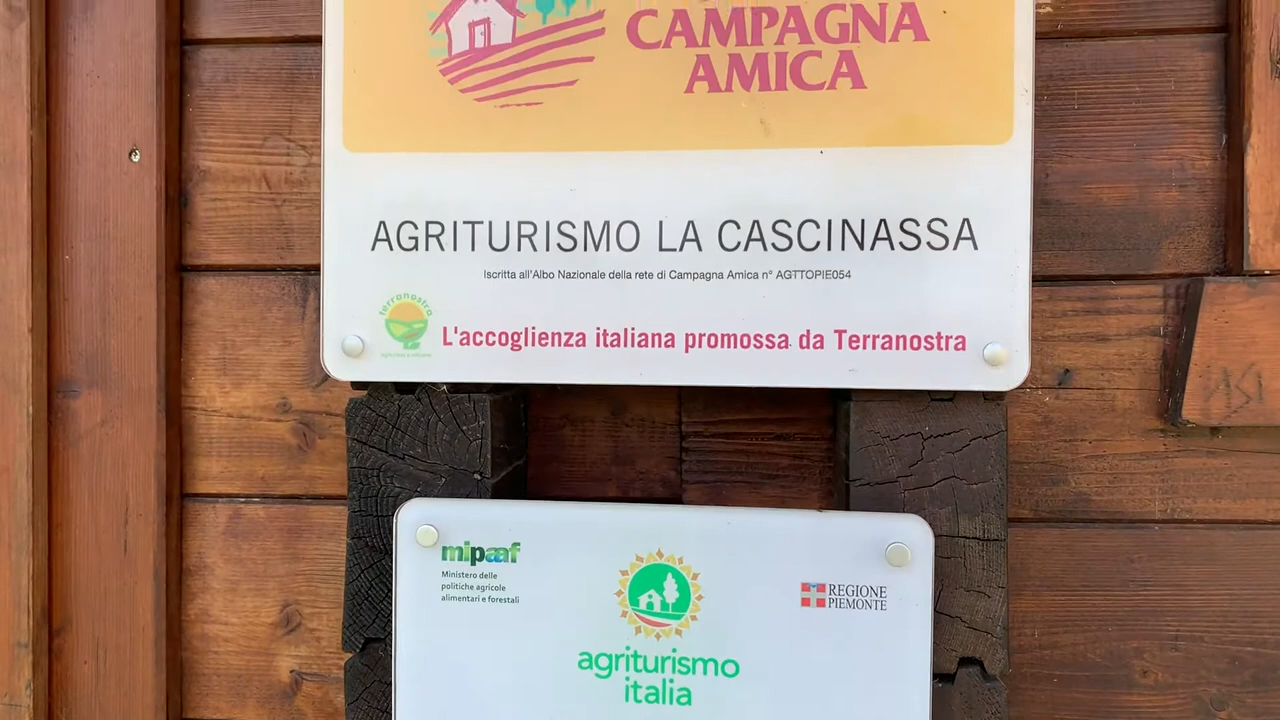 CAMPAGNA
AMICA
AGRITURISMO LA CASCINASSA
Iscritta all'Albo Nazionale della rete di Campagna Amica n° AGTTOPIE054
terranostra
L'accoglienza italiana promossa da Terranostra
mipaaf
Ministero delle
politiche agricole
alimentari e forestali
REGIONE
PIEMONTE
agriturismo
italia